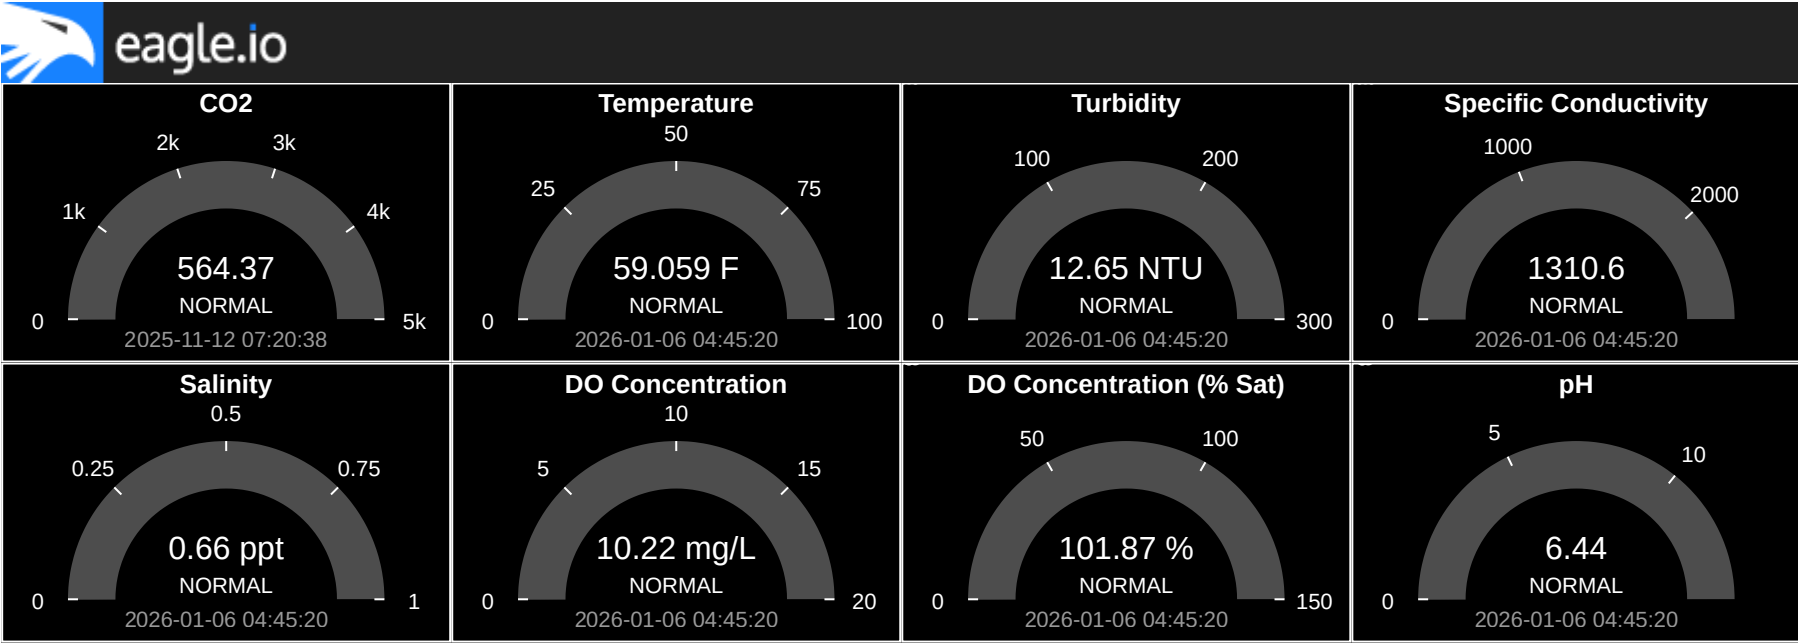 eagle.io
CO2
2k
3k
1k
4k
564.37
NORMAL
0
5k
2025-11-12 07:20:38
Temperature
50
25
75
59.059 F
NORMAL
0
100
2026-01-06 04:45:20
Turbidity
100
200
12.65 NTU
NORMAL
0
300
2026-01-06 04:45:20
Specific Conductivity
1000
2000
1310.6
NORMAL
0
2026-01-06 04:45:20
Salinity
0.5
0.25
0.75
0.66 ppt
NORMAL
0
1
2026-01-06 04:45:20
DO Concentration
10
5
15
10.22 mg/L
NORMAL
0
20
2026-01-06 04:45:20
DO Concentration (% Sat)
50
100
101.87 %
NORMAL
0
150
2026-01-06 04:45:20
pH
5
10
6.44
NORMAL
0
2026-01-06 04:45:20